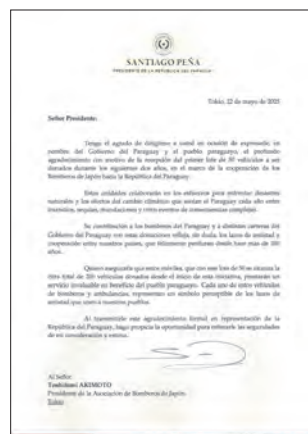 SANTIAGO PEÑA
PRESIDENTE DE LA REPÚBLICA DEL PARAGUAY
Tokio, 22 de mayo de 2025
Señor Presidente:
Tengo el agrado de dirigirme a usted en ocasión de expresarle, en
nombre del Gobierno del Paraguay y el pueblo paraguayo, el profundo
agradecimiento con motivo de la recepción del primer lote de vehículos a ser
donados durante los siguientes dos años, en el marco de la cooperación de los
Bomberos de Japón hacia la República del Paraguay.
Estas unidades colaborarán en los esfuerzos para enfrentar desastres
naturales y los efectos del cambio climático que azotan al Paraguay cada año entre
incendios, sequías, inundaciones y otros eventos de consecuencias complejas.
Su contribución a los bomberos del Paraguay y a distintas carteras del
Gobierno del Paraguay con estas donaciones refleja, sin duda, los lazos de amistad y
cooperación entre nuestros países, que felizmente perduran desde hace más de 100
años.
Quiero asegurarle que estos móviles, que con este lote de se alcanza la
cifra total de vehículos donados desde el inicio de esta iniciativa, prestarán un
servicio invaluable en beneficio del pueblo paraguayo. Cada uno de estos vehículos
de bomberos y ambulancias, representan un símbolo perceptible de los lazos de
amistad que unen a nuestros pueblos.
Al transmitirle este agradecimiento formal en representación de la
República del Paraguay, hago propicia la oportunidad para reiterarle las seguridades
de mi consideración y estima.
Al Señor
Toshifumi AKIMOTO
Presidente de la Asociación de Bomberos de Japón
Tokio